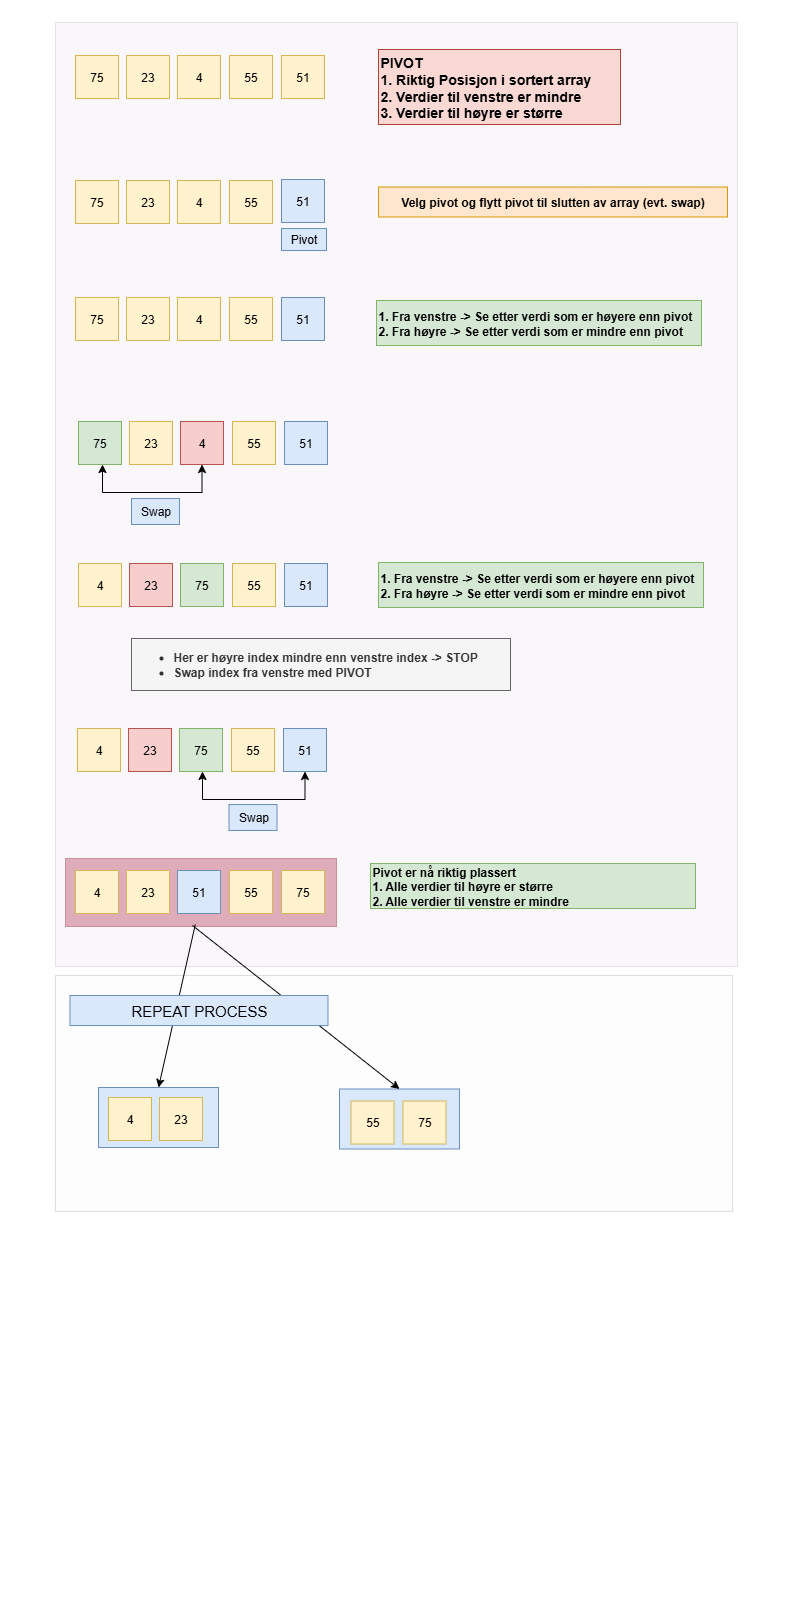 75 23 4 55 51
PIVOT
1. Riktig Posisjon i sortert array
2. Verdier til venstre er mindre
3. Verdier til høyre er større
75 23 4 55 51
Pivot
Velg pivot og flytt pivot til slutten av array (evt. swap)
75 23 4 55 51
1. Fra venstre -> Se etter verdi som er høyere enn pivot
2. Fra høyre -> Se etter verdi som er mindre enn pivot
75 23 4 55 51
Swap
4 23 75 55 51
1. Fra venstre -> Se etter verdi som er høyere enn pivot
2. Fra høyre -> Se etter verdi som er mindre enn pivot
• Her er høyre index mindre enn venstre index -> STOP
• Swap index fra venstre med PIVOT
4 23 75 55 51
Swap
4 23 51 55 75
Pivot er nå riktig plassert
1. Alle verdier til høyre er større
2. Alle verdier til venstre er mindre
REPEAT PROCESS
4 23
55 75